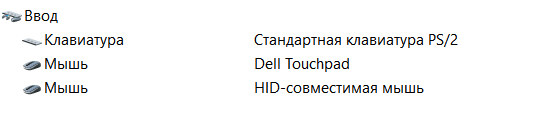 Ввод
Клавиатура Стандартная клавиатура PS/2
Мышь Dell Touchpad
Мышь HID-совместимая мышь